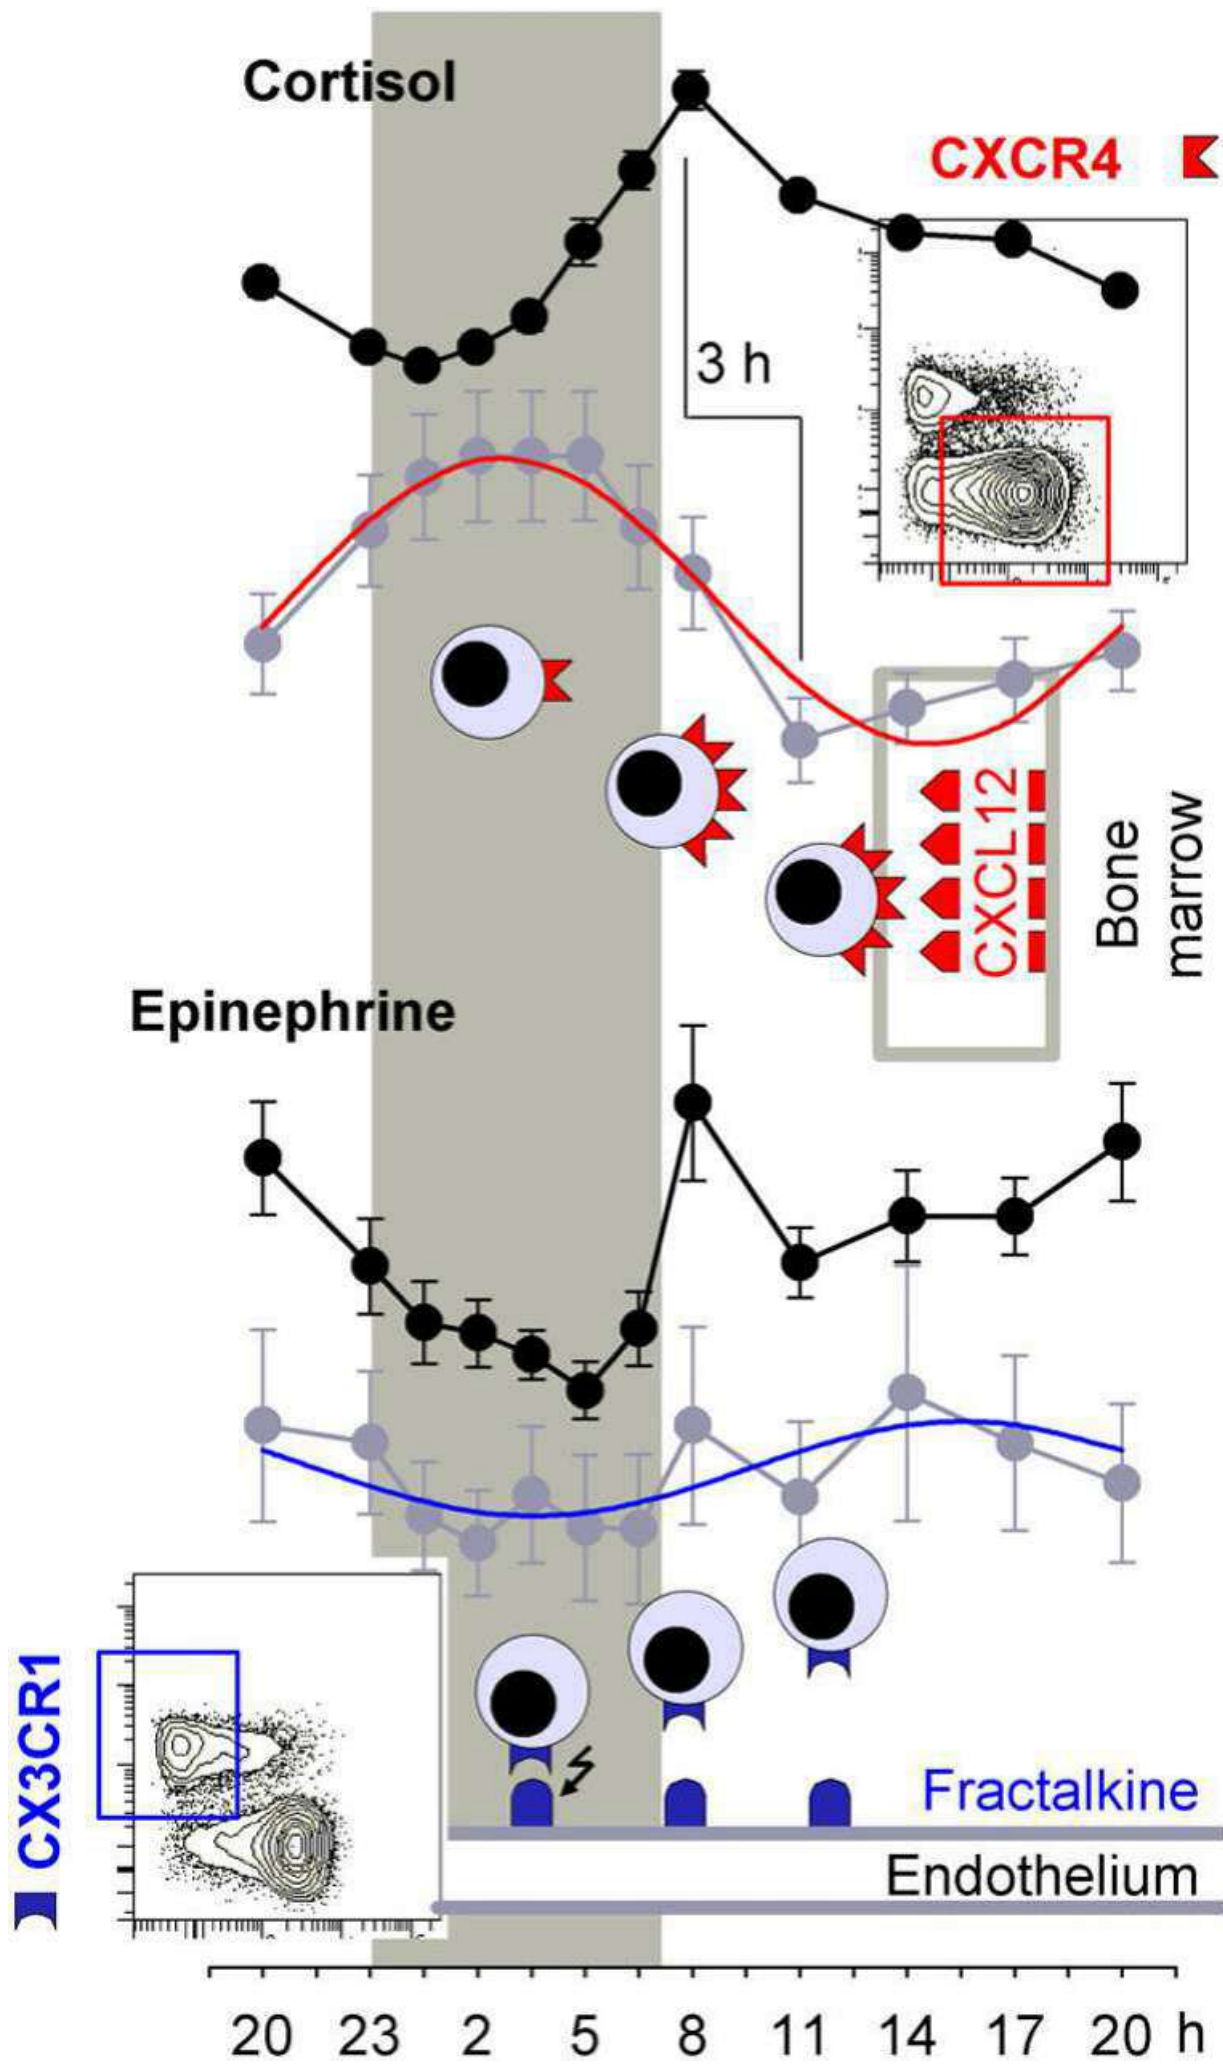 Cortisol
CXCR4
3 h
CXCL12
Bone
marrow
Epinephrine
CX3CR1
Fractalkine
Endothelium
20 23 2 5 8 11 14 17 20 h